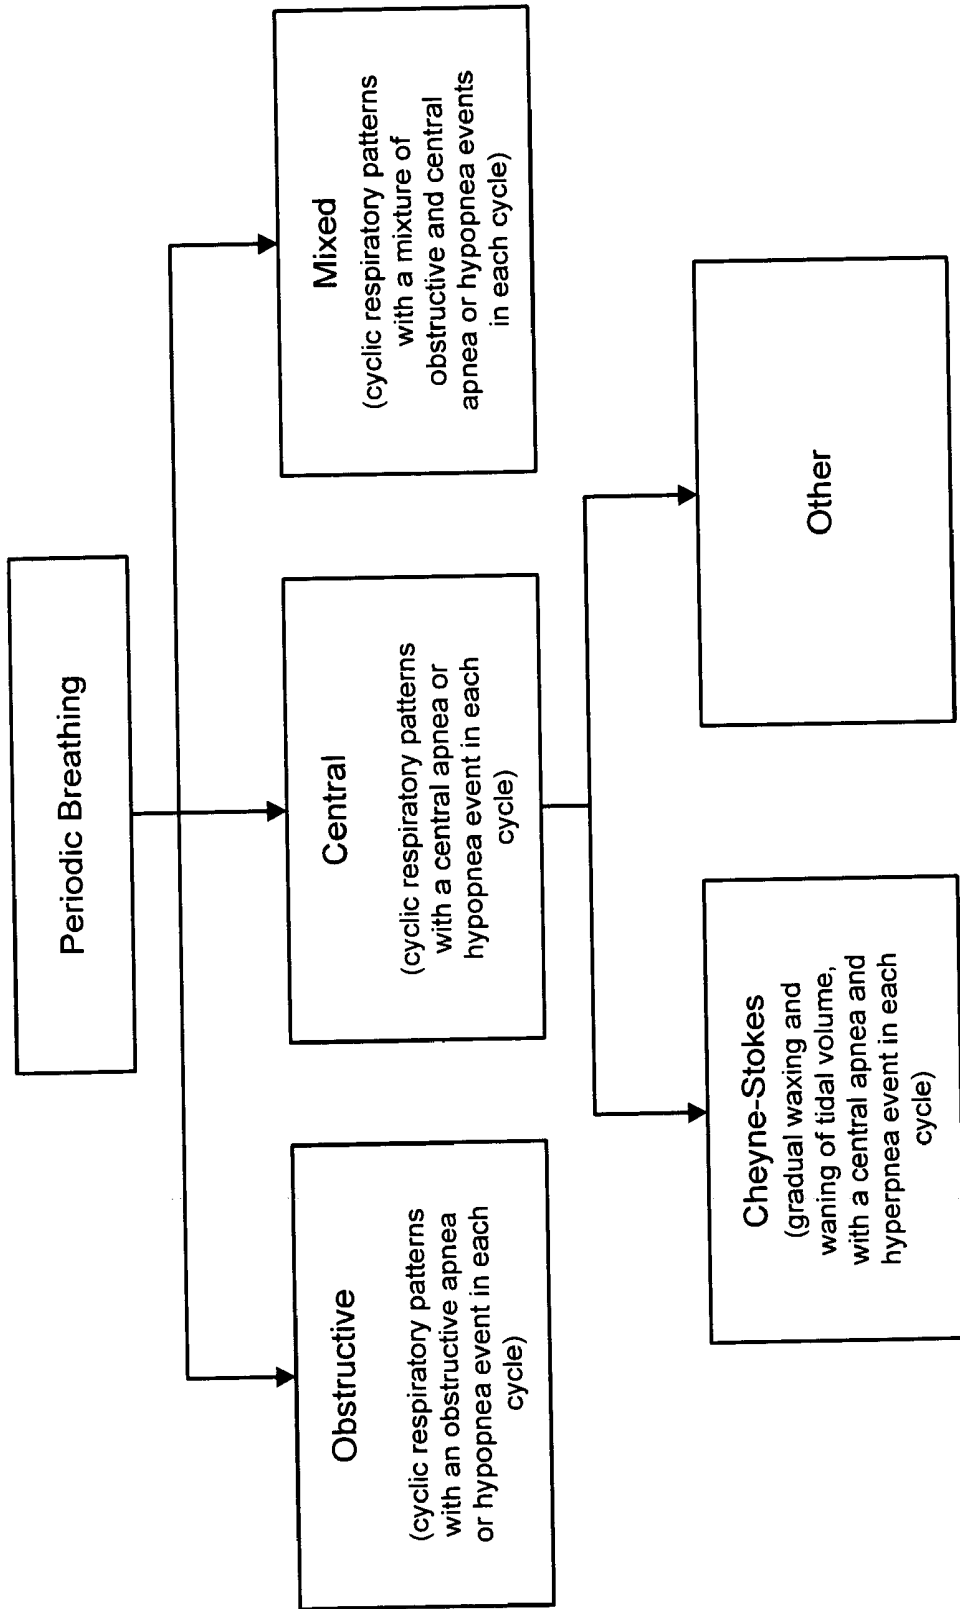 Periodic Breathing
Obstructive
(cyclic respiratory patterns
with an obstructive apnea
or hypopnea event in each
cycle)
Central
(cyclic respiratory patterns
with a central apnea or
hypopnea event in each
cycle)
Mixed
(cyclic respiratory patterns
with a mixture of
obstructive and central
apnea or hypopnea events
in each cycle)
Cheyne-Stokes
(gradual waxing and
waning of tidal volume,
with a central apnea and
hyperpnea event in each
cycle)
Other